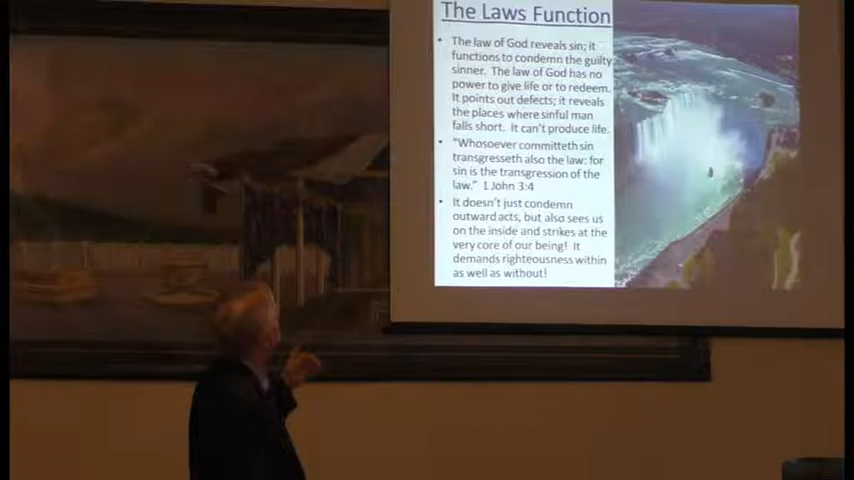 The Laws Function
• The law of God reveals sin; it
functions to condemn the guilty
sinner. The law of God has no
power to give life or to redeem.
It points out defects; it reveals
the places where sinful man
falls short. It can't produce life.
• "Whosoever committeth sin
transgresseth also the law: for
sin is the transgression of the
law." 1 John 3:4
• It doesn't just condemn
outward acts, but also sees us
on the inside and strikes at the
very core of our being! It
demands righteousness within
as well as without!